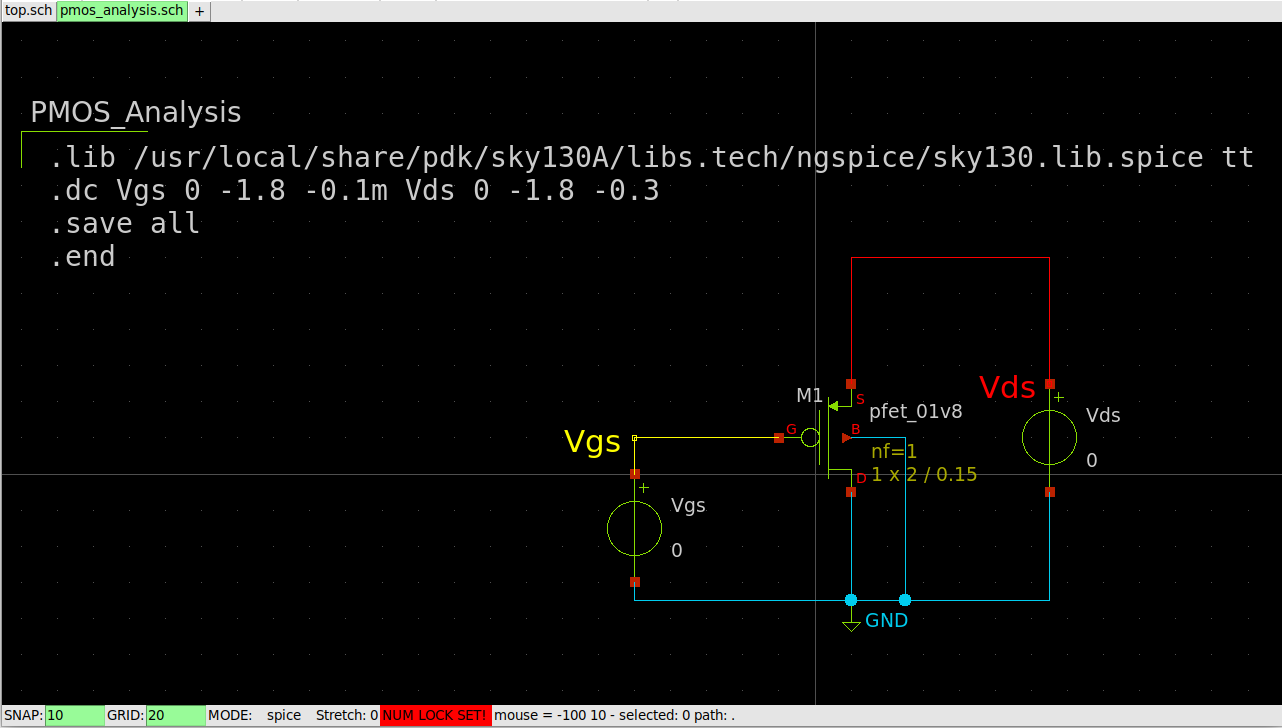 top.sch pmos_analysis.sch +
PMOS_Analysis
.lib /usr/local/share/pdk/sky130A/libs.tech/ngspice/sky130.lib.spice tt
.dc Vgs 0 -1.8 -0.1m Vds 0 -1.8 -0.3
.save all
.end
M1
S
pfet_01v8
Vds
+
Vds
0
Vgs
G
B
nf=1
1 x 2 / 0.15
D
+
Vgs
0
GND
SNAP: 10 GRID: 20 MODE: spice Stretch: 0 NUM LOCK SET! mouse = -100 10 - selected: 0 path: .